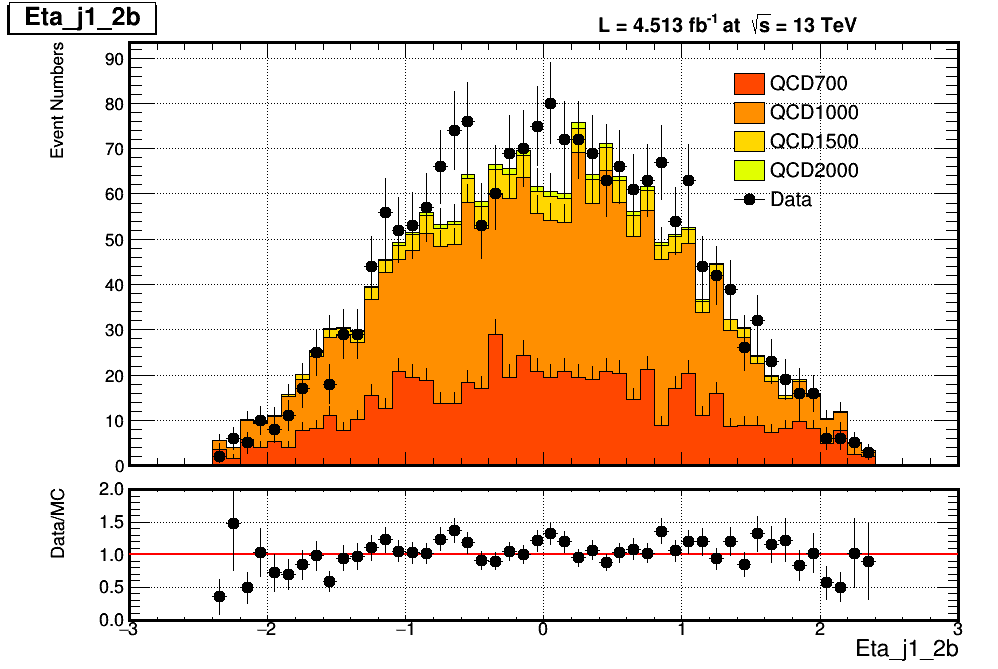 Eta_j1_2b
L = 4.513 fb-1 at √s = 13 TeV
Event Numbers
90
80
70
60
50
40
30
20
10
0
QCD700
QCD1000
QCD1500
QCD2000
Data
Data/MC
2.0
1.5
1.0
0.5
0.0
−3 −2 −1 0 1 2 3
Eta_j1_2b